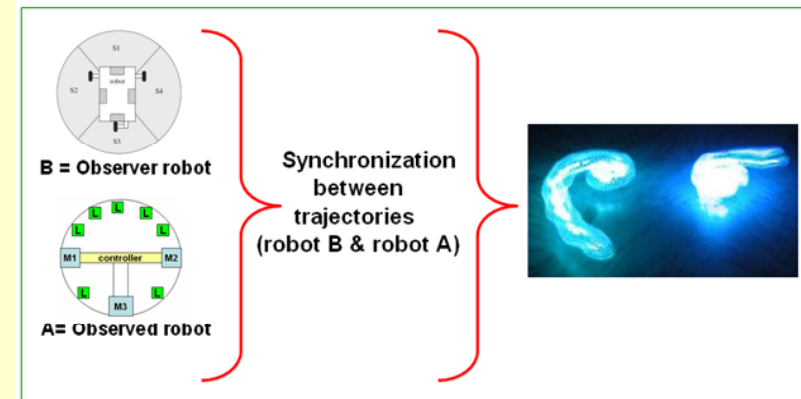 S1
robot
S2
S4
S3
B = Observer robot
L
L
L
L
L
M1
controller
M2
L
L
M3
A= Observed robot
Synchronization
between
trajectories
(robot B & robot A)